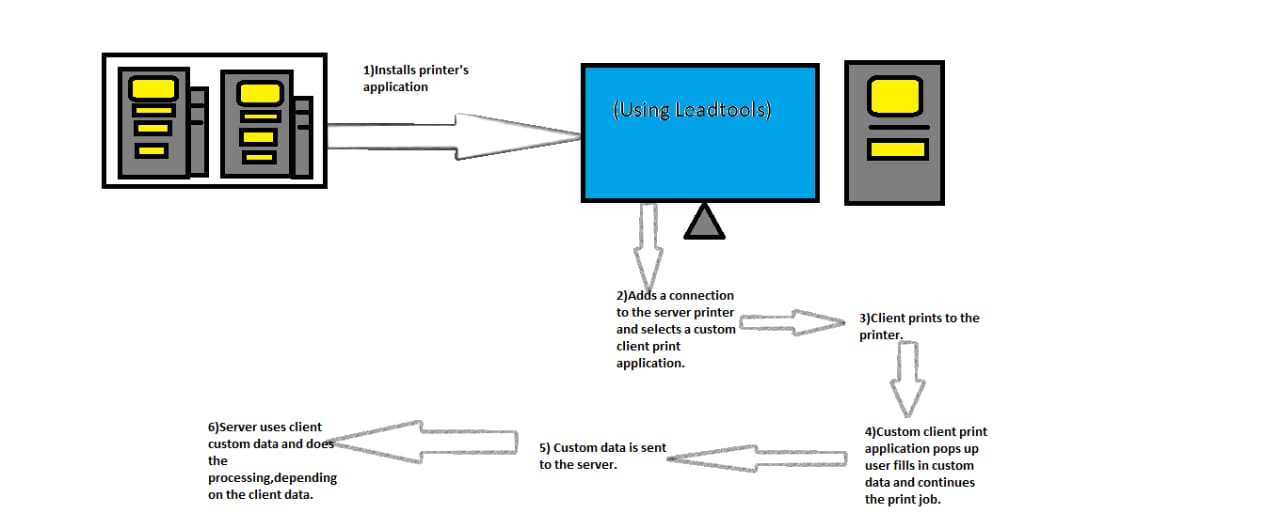 1)Installs printer's
application
(Using Leadtools)
2)Adds a connection
to the server printer
and selects a custom
client print
application.
3)Client prints to the
printer.
4)Custom client print
application pops up
user fills in custom
data and continues
the print job.
5) Custom data is sent
to the server.
6)Server uses client
custom data and does
the
processing,depending
on the client data.